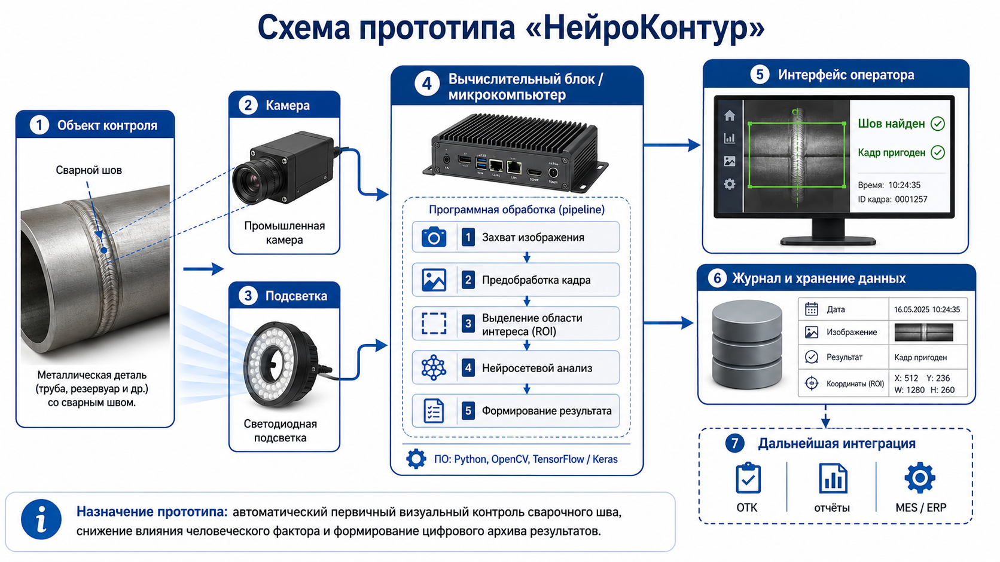 Схема прототипа «НейроКонтур»
1 Объект контроля
Сварной шов
Металлическая деталь
(труба, резервуар и др.)
со сварным швом.
2 Камера
Промышленная
камера
3 Подсветка
Светодиодная
подсветка
4 Вычислительный блок /
микрокомпьютер
Программная обработка (pipeline)
1 Захват изображения
2 Предобработка кадра
3 Выделение области
интереса (ROI)
4 Нейросетевой анализ
5 Формирование результата
ПО: Python, OpenCV, TensorFlow / Keras
5 Интерфейс оператора
Шов найден
Кадр пригоден
Время: 10:24:35
ID кадра: 0001257
6 Журнал и хранение данных
Дата 16.05.2025 10:24:35
Изображение
Результат Кадр пригоден
Координаты (ROI) X: 512 Y: 236
W: 1280 H: 260
7 Дальнейшая интеграция
ОТК
отчёты
MES / ERP
i
Назначение прототипа: автоматический первичный визуальный контроль сварочного шва,
снижение влияния человеческого фактора и формирование цифрового архива результатов.